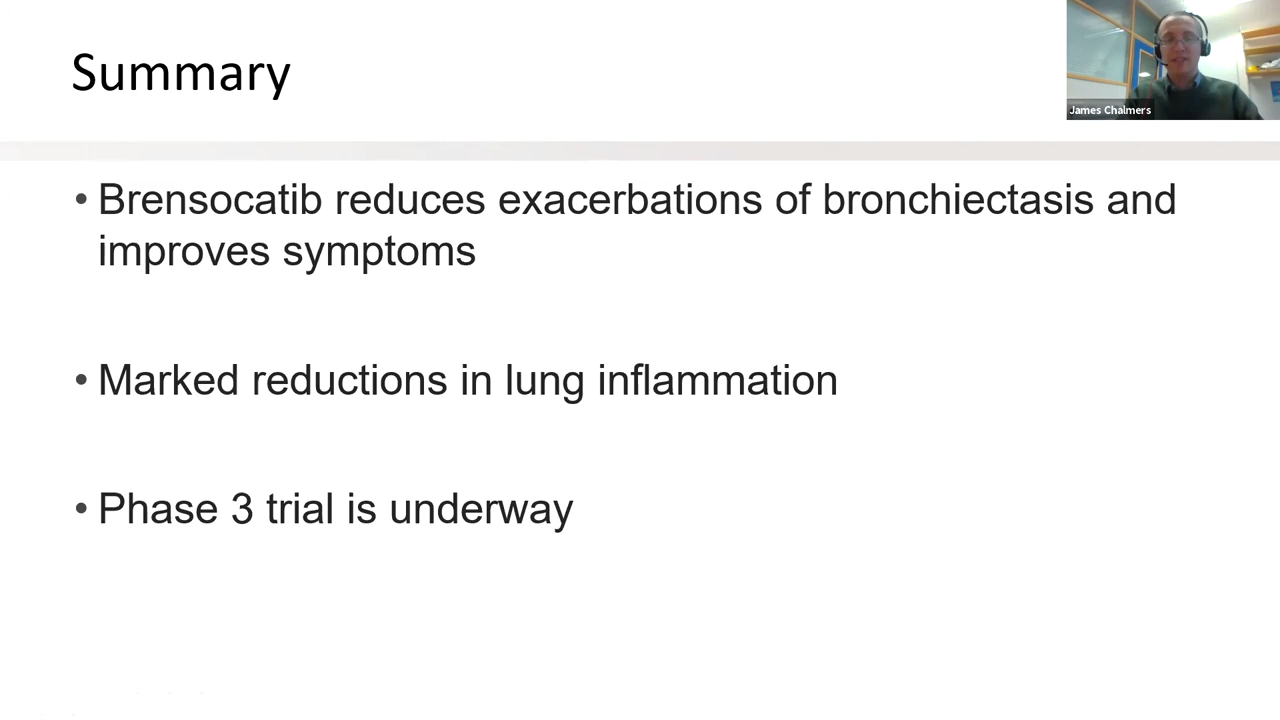 Summary
James Chalmers
• Brensocatib reduces exacerbations of bronchiectasis and
improves symptoms
• Marked reductions in lung inflammation
• Phase 3 trial is underway